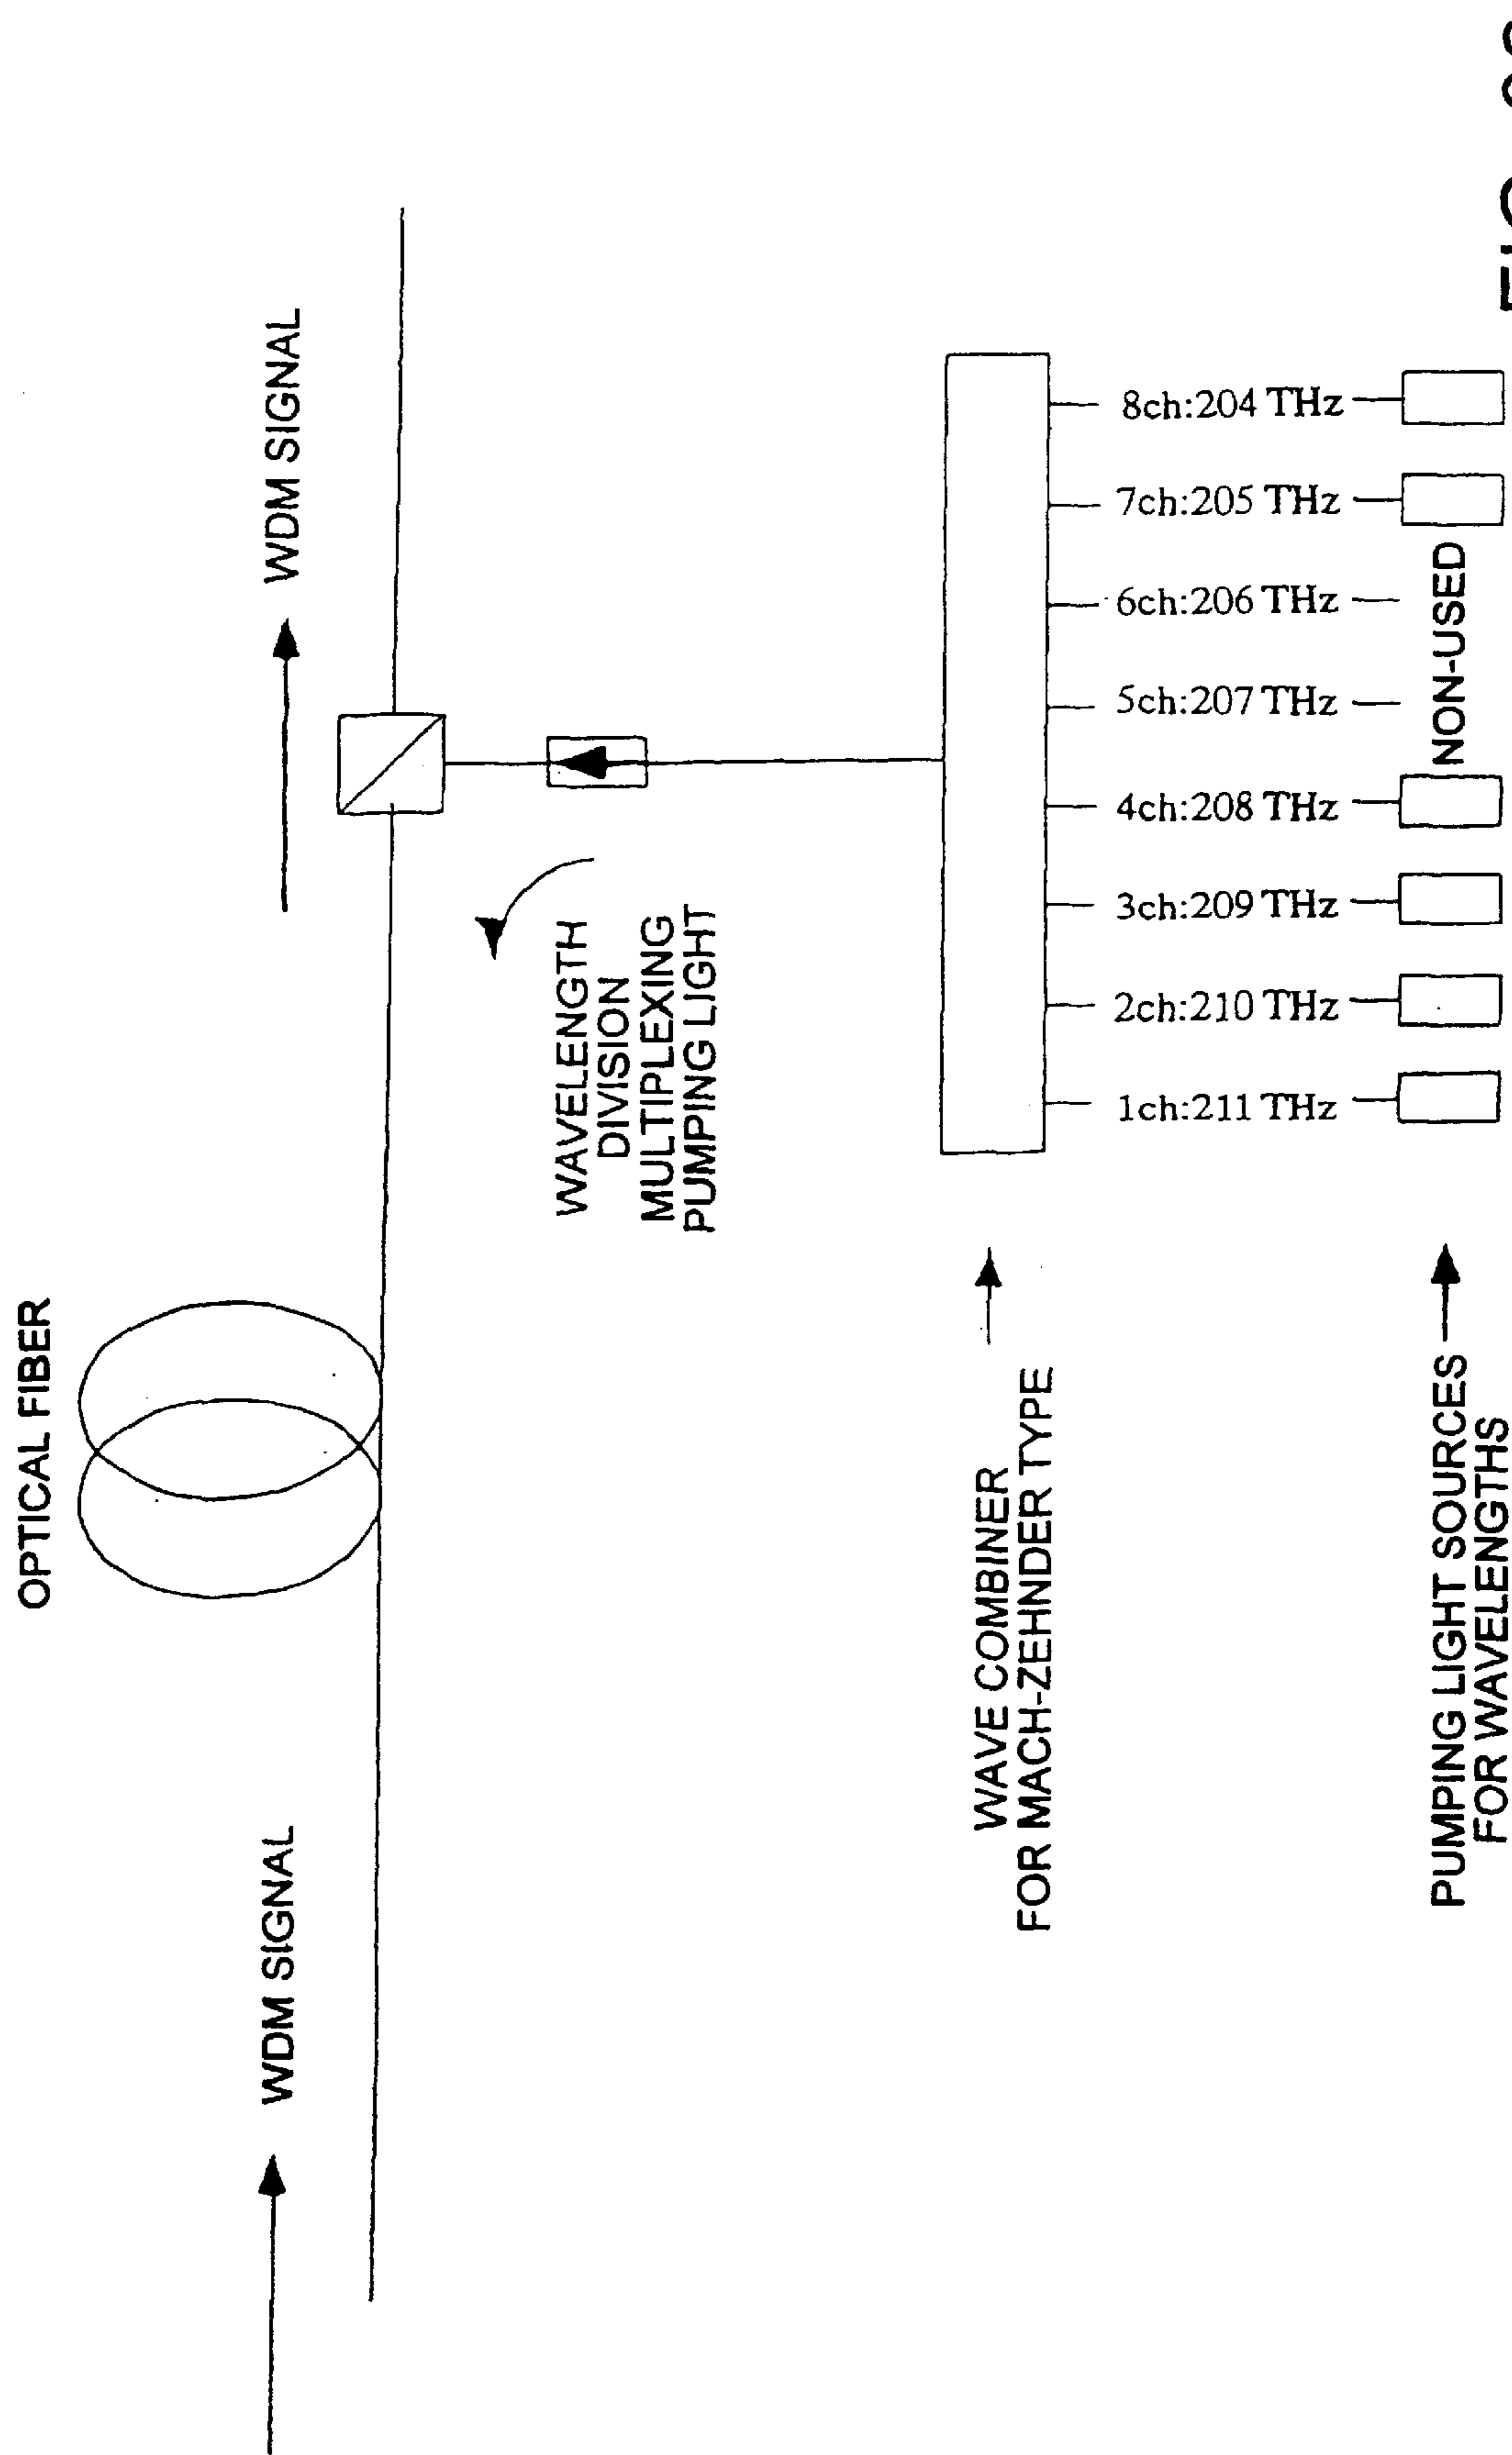 OPTICAL FIBER
WDM SIGNAL
WDM SIGNAL
WAVELENGTH
DIVISION
MULTIPLEXING
PUMPING LIGHT
WAVE COMBINER
FOR MACH-ZEHNDER TYPE
1ch:211 THz
2ch:210 THz
3ch:209 THz
4ch:208 THz
5ch:207 THz
6ch:206 THz
7ch:205 THz
8ch:204 THz
NON-USED
PUMPING LIGHT SOURCES
FOR WAVELENGTHS